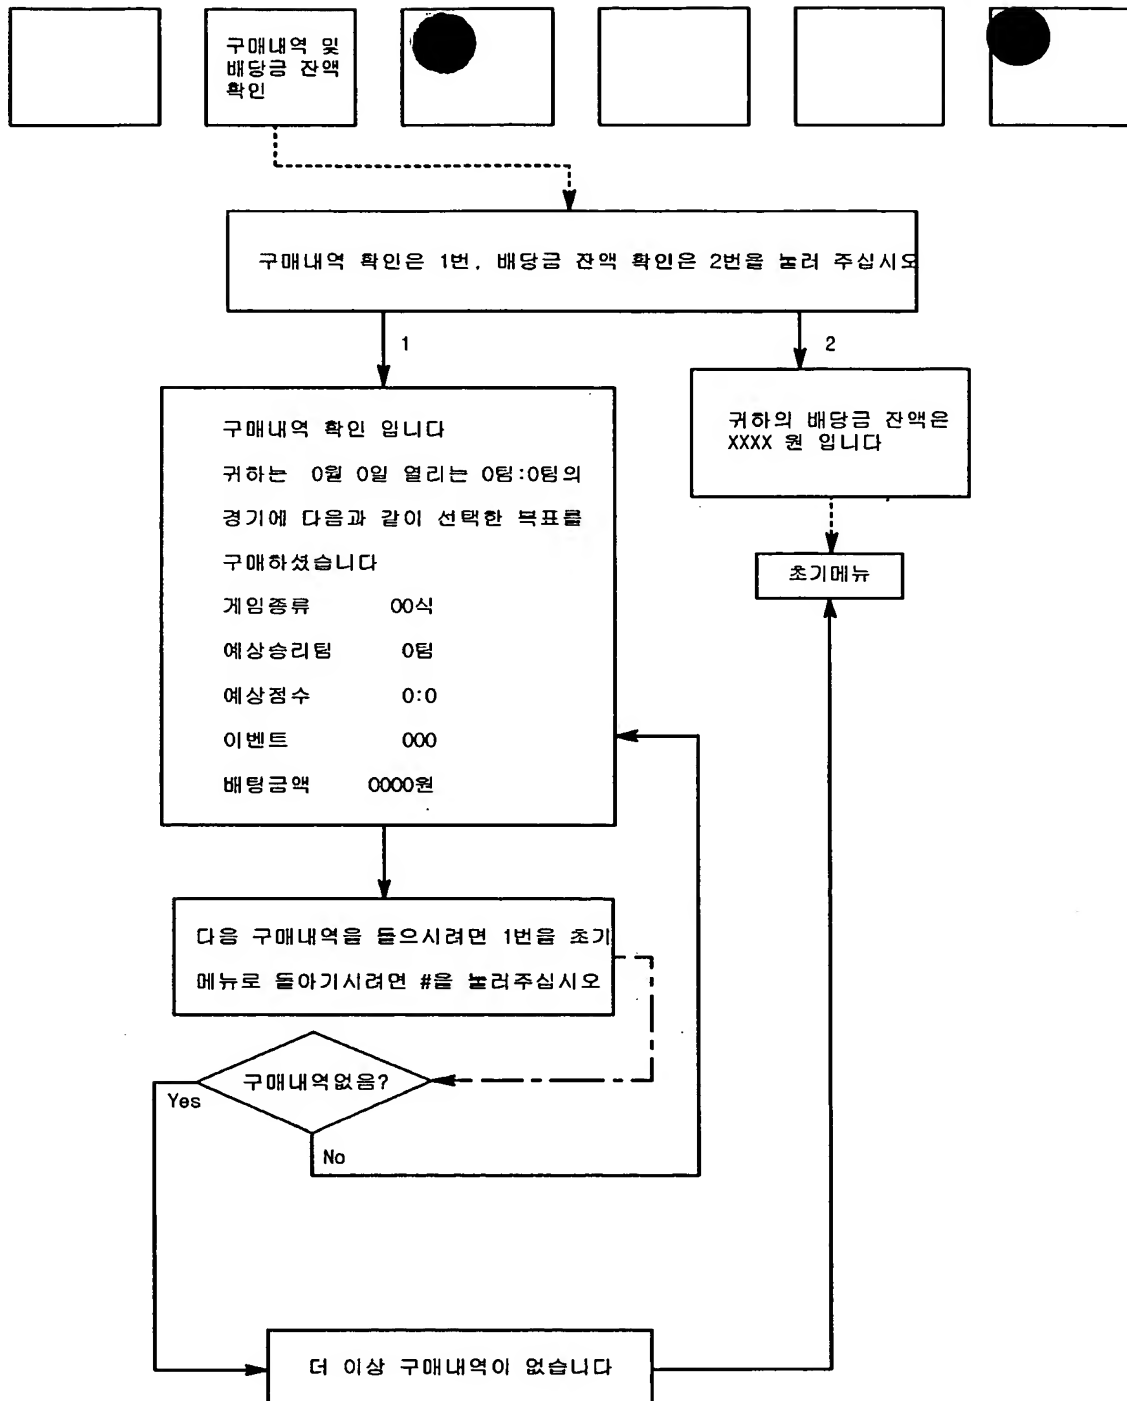 구매내역 및
배당금 잔액
확인
구매내역 확인은 1번, 배당금 잔액 확인은 2번을 눌러 주십시오
1
2
구매내역 확인 입니다
귀하는 0월 0일 열리는 0팀:0팀의
경기에 다음과 같이 선택한 복표를
구매하셨습니다
게임종류 00식
예상승리팀 0팀
예상점수 0:0
이벤트 000
배팅금액 0000원
귀하의 배당금 잔액은
XXXX 원 입니다
초기메뉴
다음 구매내역을 들으시려면 1번을 초기
메뉴로 돌아기시려면 #을 눌러주십시오
구매내역없음?
Yes
No
더 이상 구매내역이 없습니다